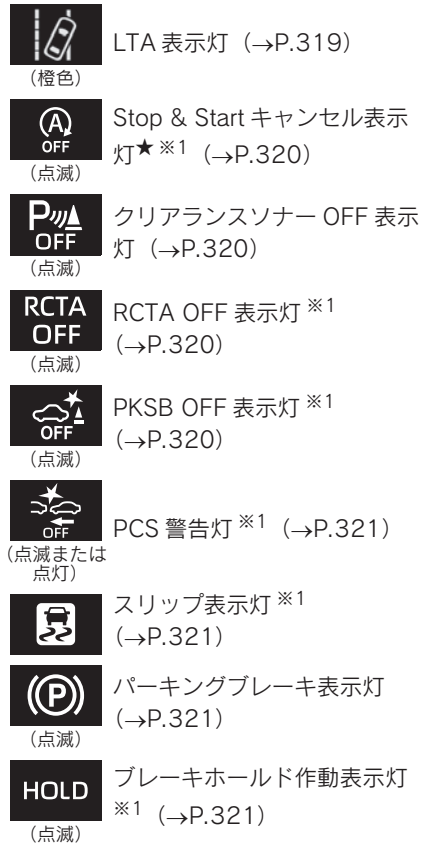 LTA 表示灯（→P.319）
（橙色）
A
OFF
Stop & Start キャンセル表示
灯★ ※1（→P.320）
（点滅）
P
OFF
クリアランスソナー OFF 表示
灯（→P.320）
（点滅）
RCTA
OFF
RCTA OFF 表示灯 ※1
（→P.320）
（点滅）
OFF
PKSB OFF 表示灯 ※1
（→P.320）
（点滅）
OFF
PCS 警告灯 ※1（→P.321）
（点滅または
点灯）
スリップ表示灯 ※1
（→P.321）
(P)
パーキングブレーキ表示灯
（→P.321）
（点滅）
HOLD
ブレーキホールド作動表示灯
※1（→P.321）
（点滅）